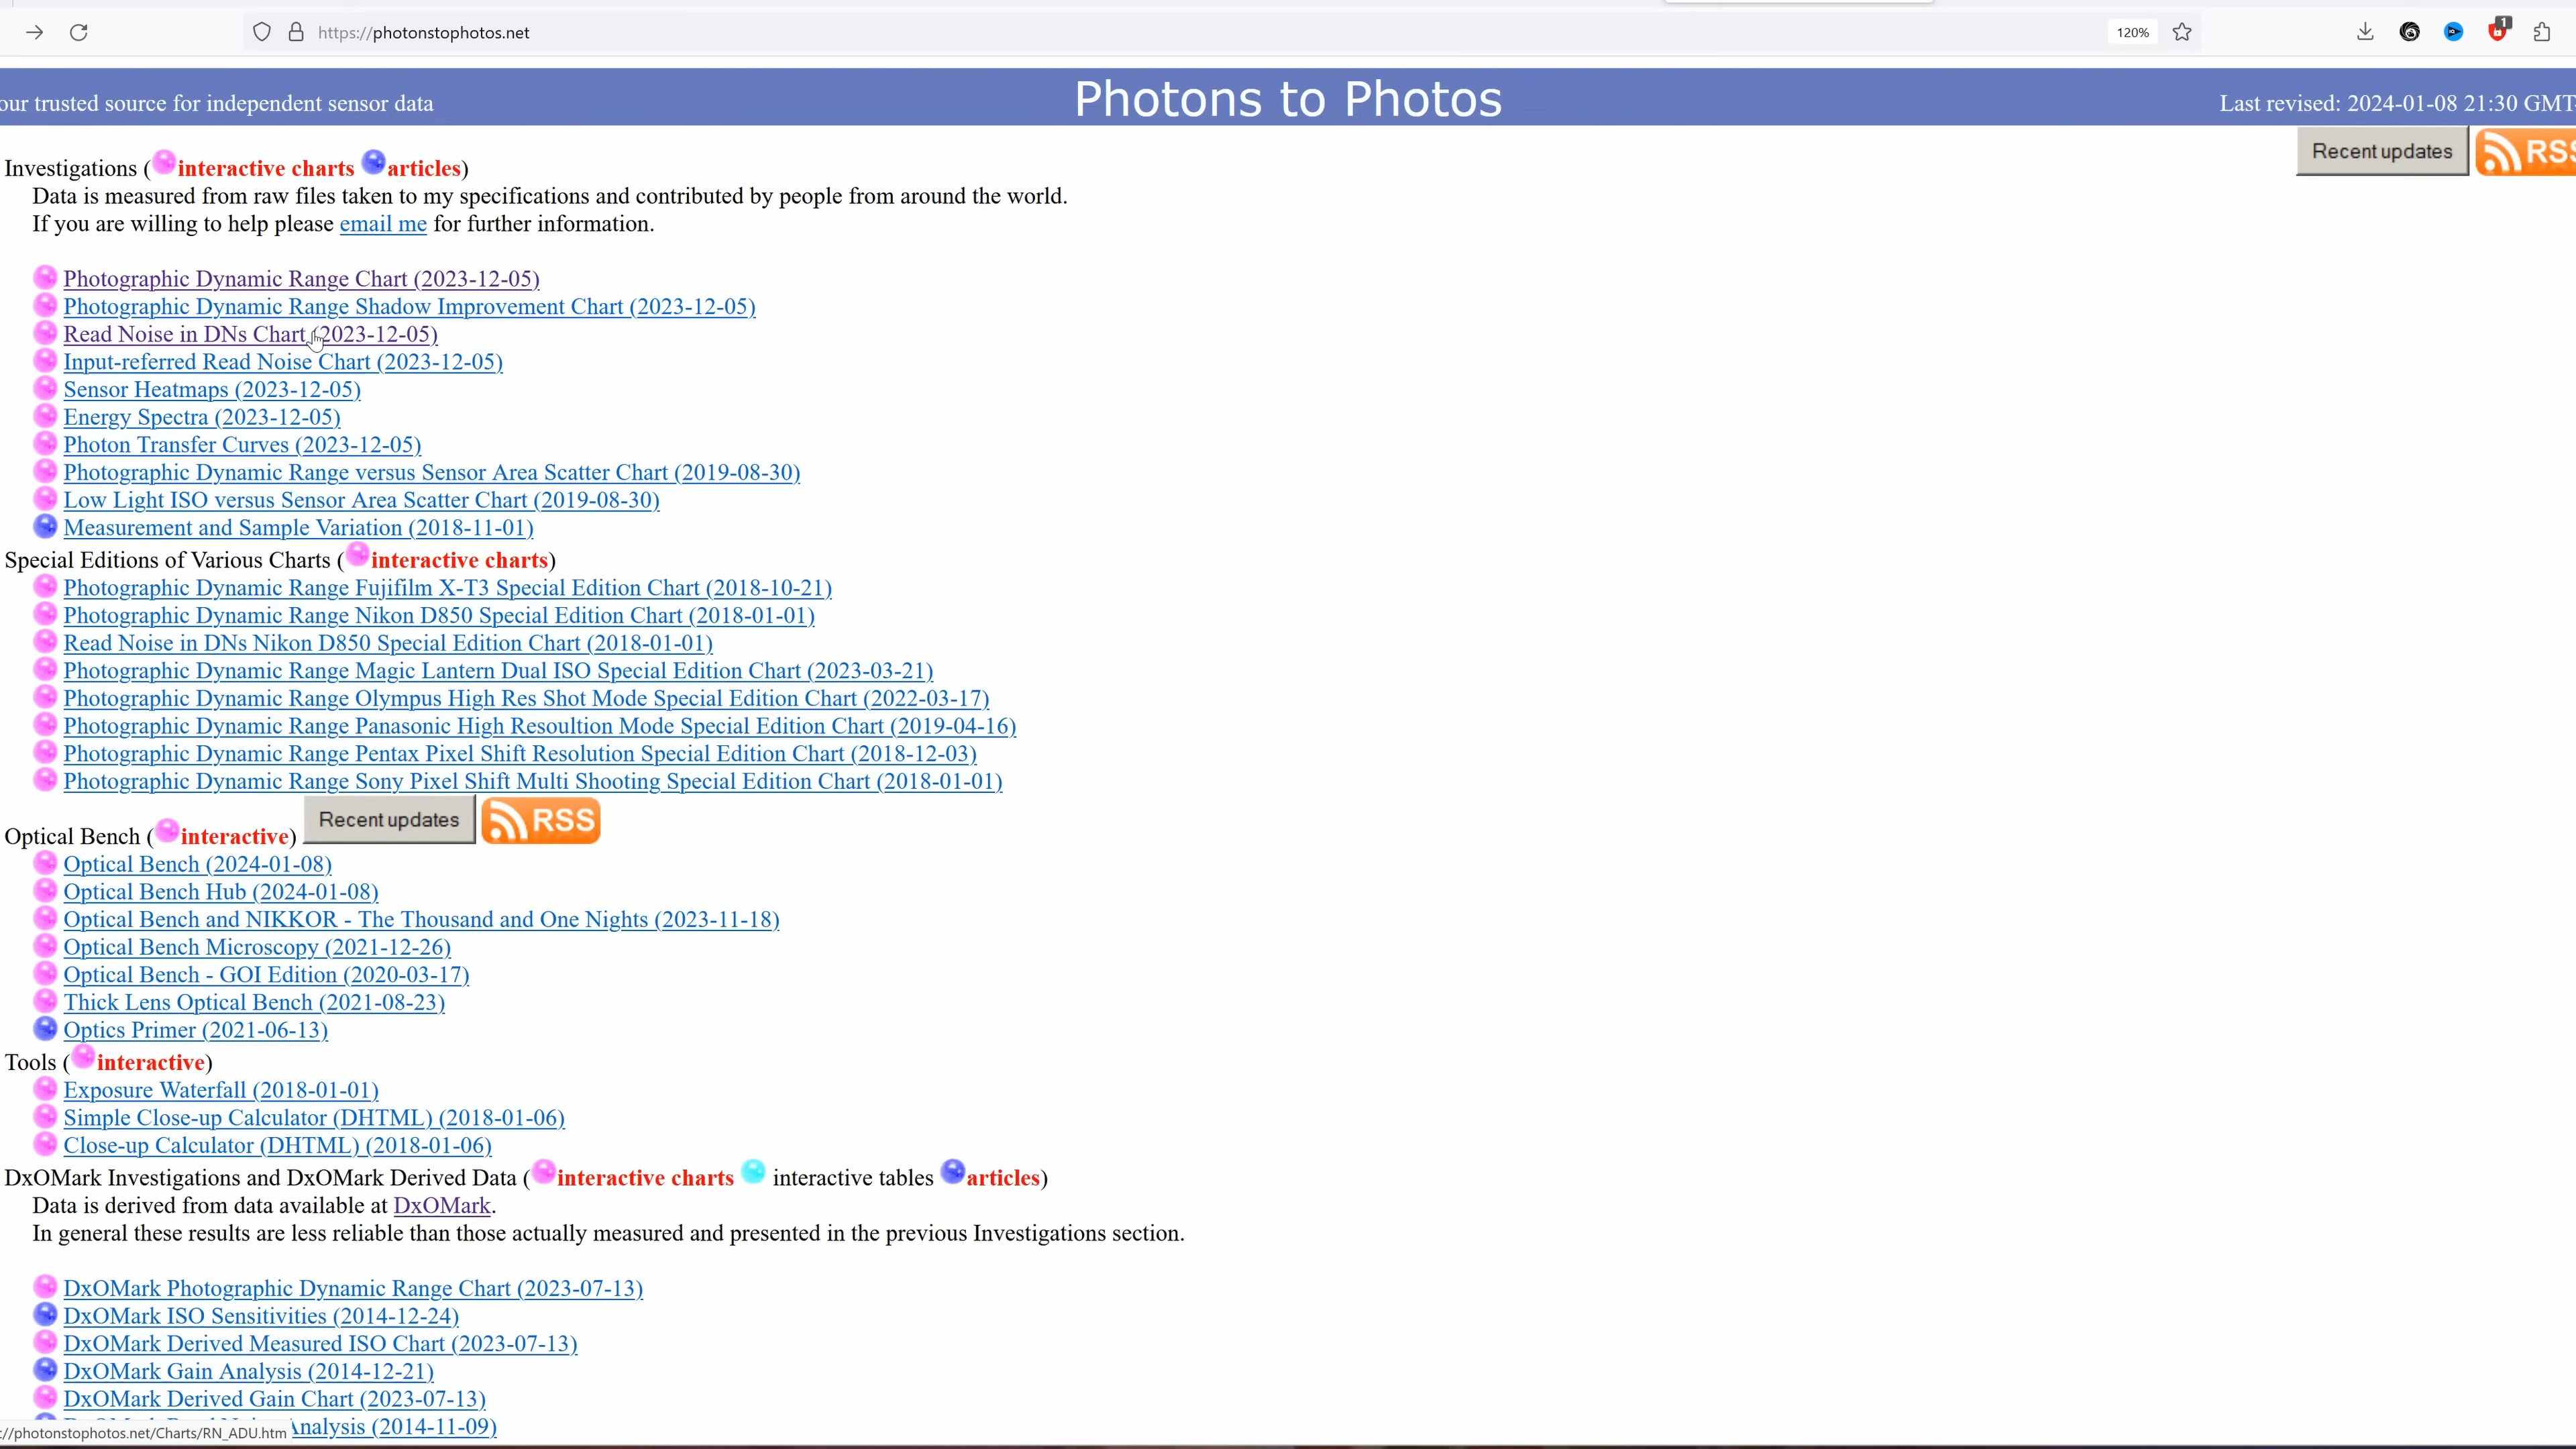 https://photonstophotos.net
120%
1
our trusted source for independent sensor data
Photons to Photos
Last revised: 2024-01-08 21:30 GMT
Recent updates
RSS
Investigations (interactive charts articles)
Data is measured from raw files taken to my specifications and contributed by people from around the world.
If you are willing to help please email me for further information.
Photographic Dynamic Range Chart (2023-12-05)
Photographic Dynamic Range Shadow Improvement Chart (2023-12-05)
Read Noise in DNs Chart (2023-12-05)
Input-referred Read Noise Chart (2023-12-05)
Sensor Heatmaps (2023-12-05)
Energy Spectra (2023-12-05)
Photon Transfer Curves (2023-12-05)
Photographic Dynamic Range versus Sensor Area Scatter Chart (2019-08-30)
Low Light ISO versus Sensor Area Scatter Chart (2019-08-30)
Measurement and Sample Variation (2018-11-01)
Special Editions of Various Charts (interactive charts)
Photographic Dynamic Range Fujifilm X-T3 Special Edition Chart (2018-10-21)
Photographic Dynamic Range Nikon D850 Special Edition Chart (2018-01-01)
Read Noise in DNs Nikon D850 Special Edition Chart (2018-01-01)
Photographic Dynamic Range Magic Lantern Dual ISO Special Edition Chart (2023-03-21)
Photographic Dynamic Range Olympus High Res Shot Mode Special Edition Chart (2022-03-17)
Photographic Dynamic Range Panasonic High Resoultion Mode Special Edition Chart (2019-04-16)
Photographic Dynamic Range Pentax Pixel Shift Resolution Special Edition Chart (2018-12-03)
Photographic Dynamic Range Sony Pixel Shift Multi Shooting Special Edition Chart (2018-01-01)
Optical Bench (interactive) Recent updates RSS
Optical Bench (2024-01-08)
Optical Bench Hub (2024-01-08)
Optical Bench and NIKKOR - The Thousand and One Nights (2023-11-18)
Optical Bench Microscopy (2021-12-26)
Optical Bench - GOI Edition (2020-03-17)
Thick Lens Optical Bench (2021-08-23)
Optics Primer (2021-06-13)
Tools (interactive)
Exposure Waterfall (2018-01-01)
Simple Close-up Calculator (DHTML) (2018-01-06)
Close-up Calculator (DHTML) (2018-01-06)
DxOMark Investigations and DxOMark Derived Data (interactive charts interactive tables articles)
Data is derived from data available at DxOMark.
In general these results are less reliable than those actually measured and presented in the previous Investigations section.
DxOMark Photographic Dynamic Range Chart (2023-07-13)
DxOMark ISO Sensitivities (2014-12-24)
DxOMark Derived Measured ISO Chart (2023-07-13)
DxOMark Gain Analysis (2014-12-21)
DxOMark Derived Gain Chart (2023-07-13)
Analysis (2014-11-09)
://photonstophotos.net/Charts/RN_ADU.htm